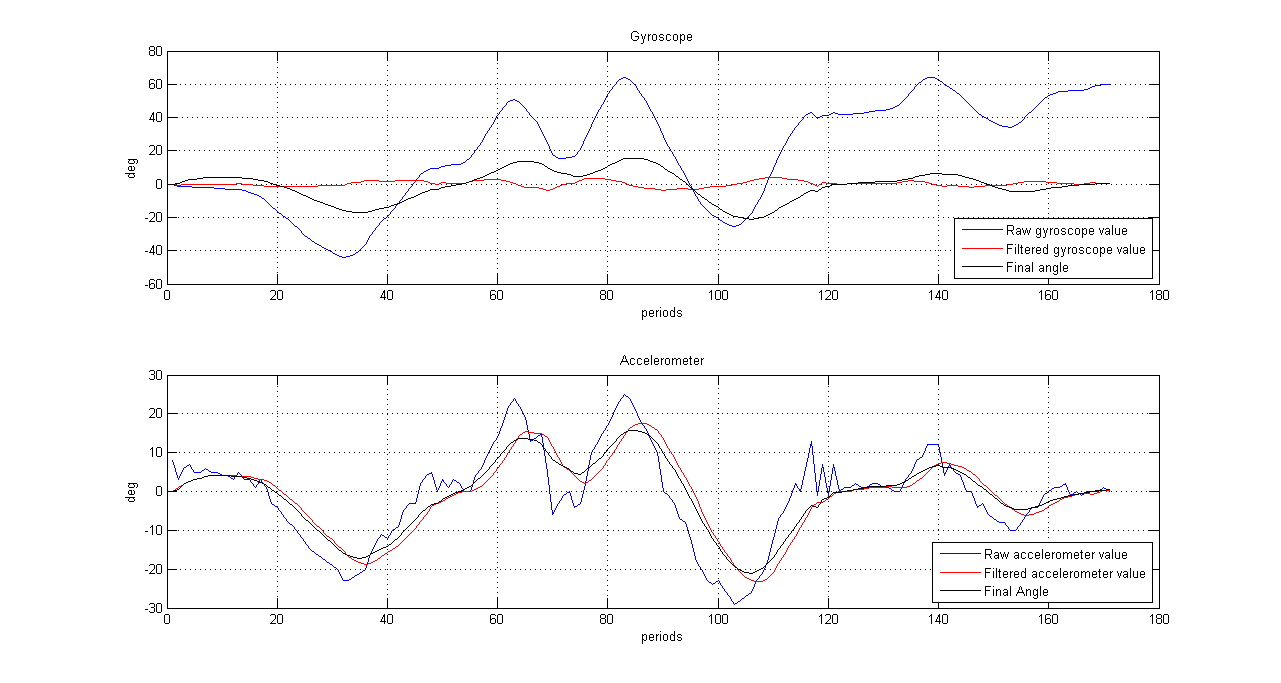 Gyroscope
80
60
40
20
0
-20
-40
-60
deg
0 20 40 60 80 100 120 140 160 180
periods
Raw gyroscope value
Filtered gyroscope value
Final angle
Accelerometer
30
20
10
0
-10
-20
-30
deg
0 20 40 60 80 100 120 140 160 180
periods
Raw accelerometer value
Filtered accelerometer value
Final Angle